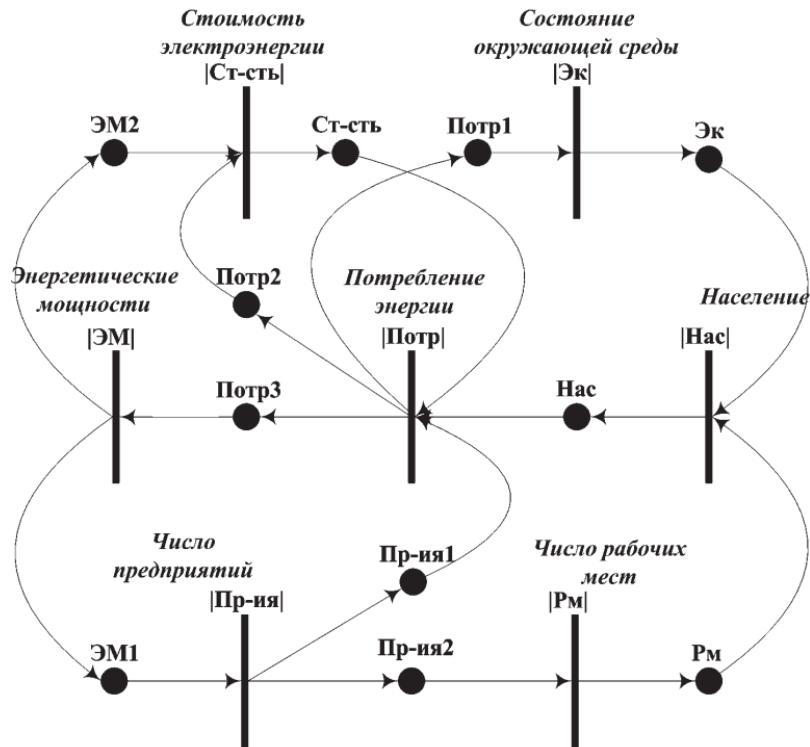 Стоимость
электроэнергии
|Ст-сть|
Состояние
окружающей среды
|Эк|
ЭМ2
Ст-сть
Потр1
Эк
Энергетические
мощности
|ЭМ|
Потр2
Потребление
энергии
|Потр|
Население
|Нас|
Потр3
Нас
Число
предприятий
|Пр-ия|
Пр-ия1
Число рабочих
мест
|Рм|
ЭМ1
Пр-ия2
Рм